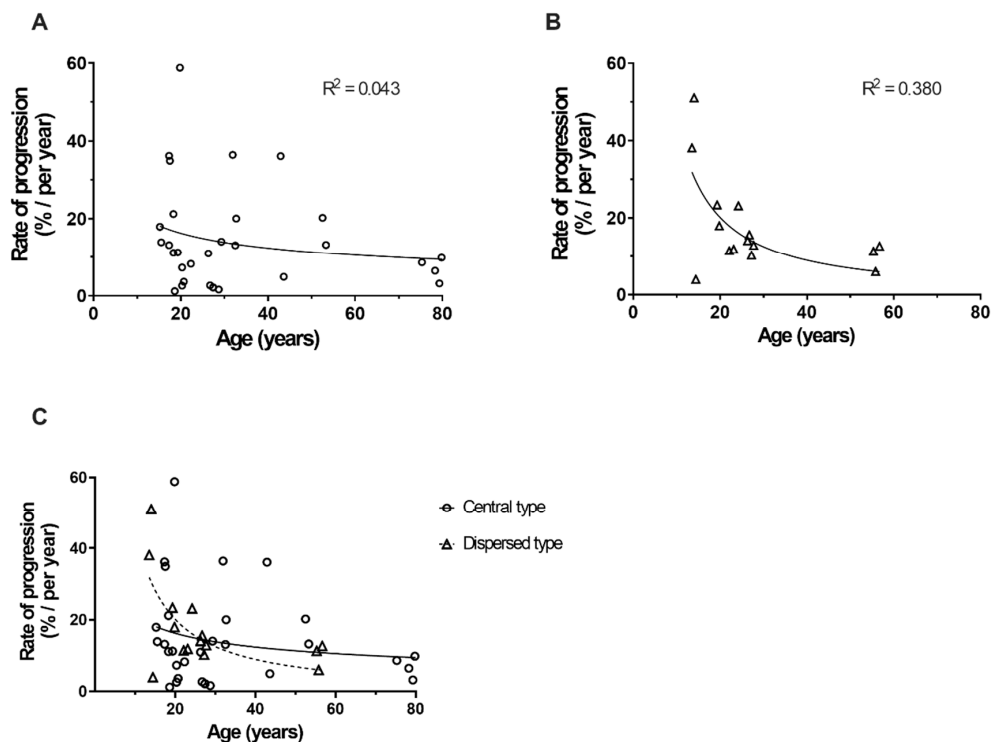 A
R² = 0.043
Rate of progression
(% / per year)
60
40
20
0
0
20
40
60
80
Age (years)
B
R² = 0.380
Rate of progression
(% / per year)
60
40
20
0
0
20
40
60
80
Age (years)
C
Rate of progression
(% / per year)
60
40
20
0
20
40
60
80
Age (years)
Central type
Dispersed type